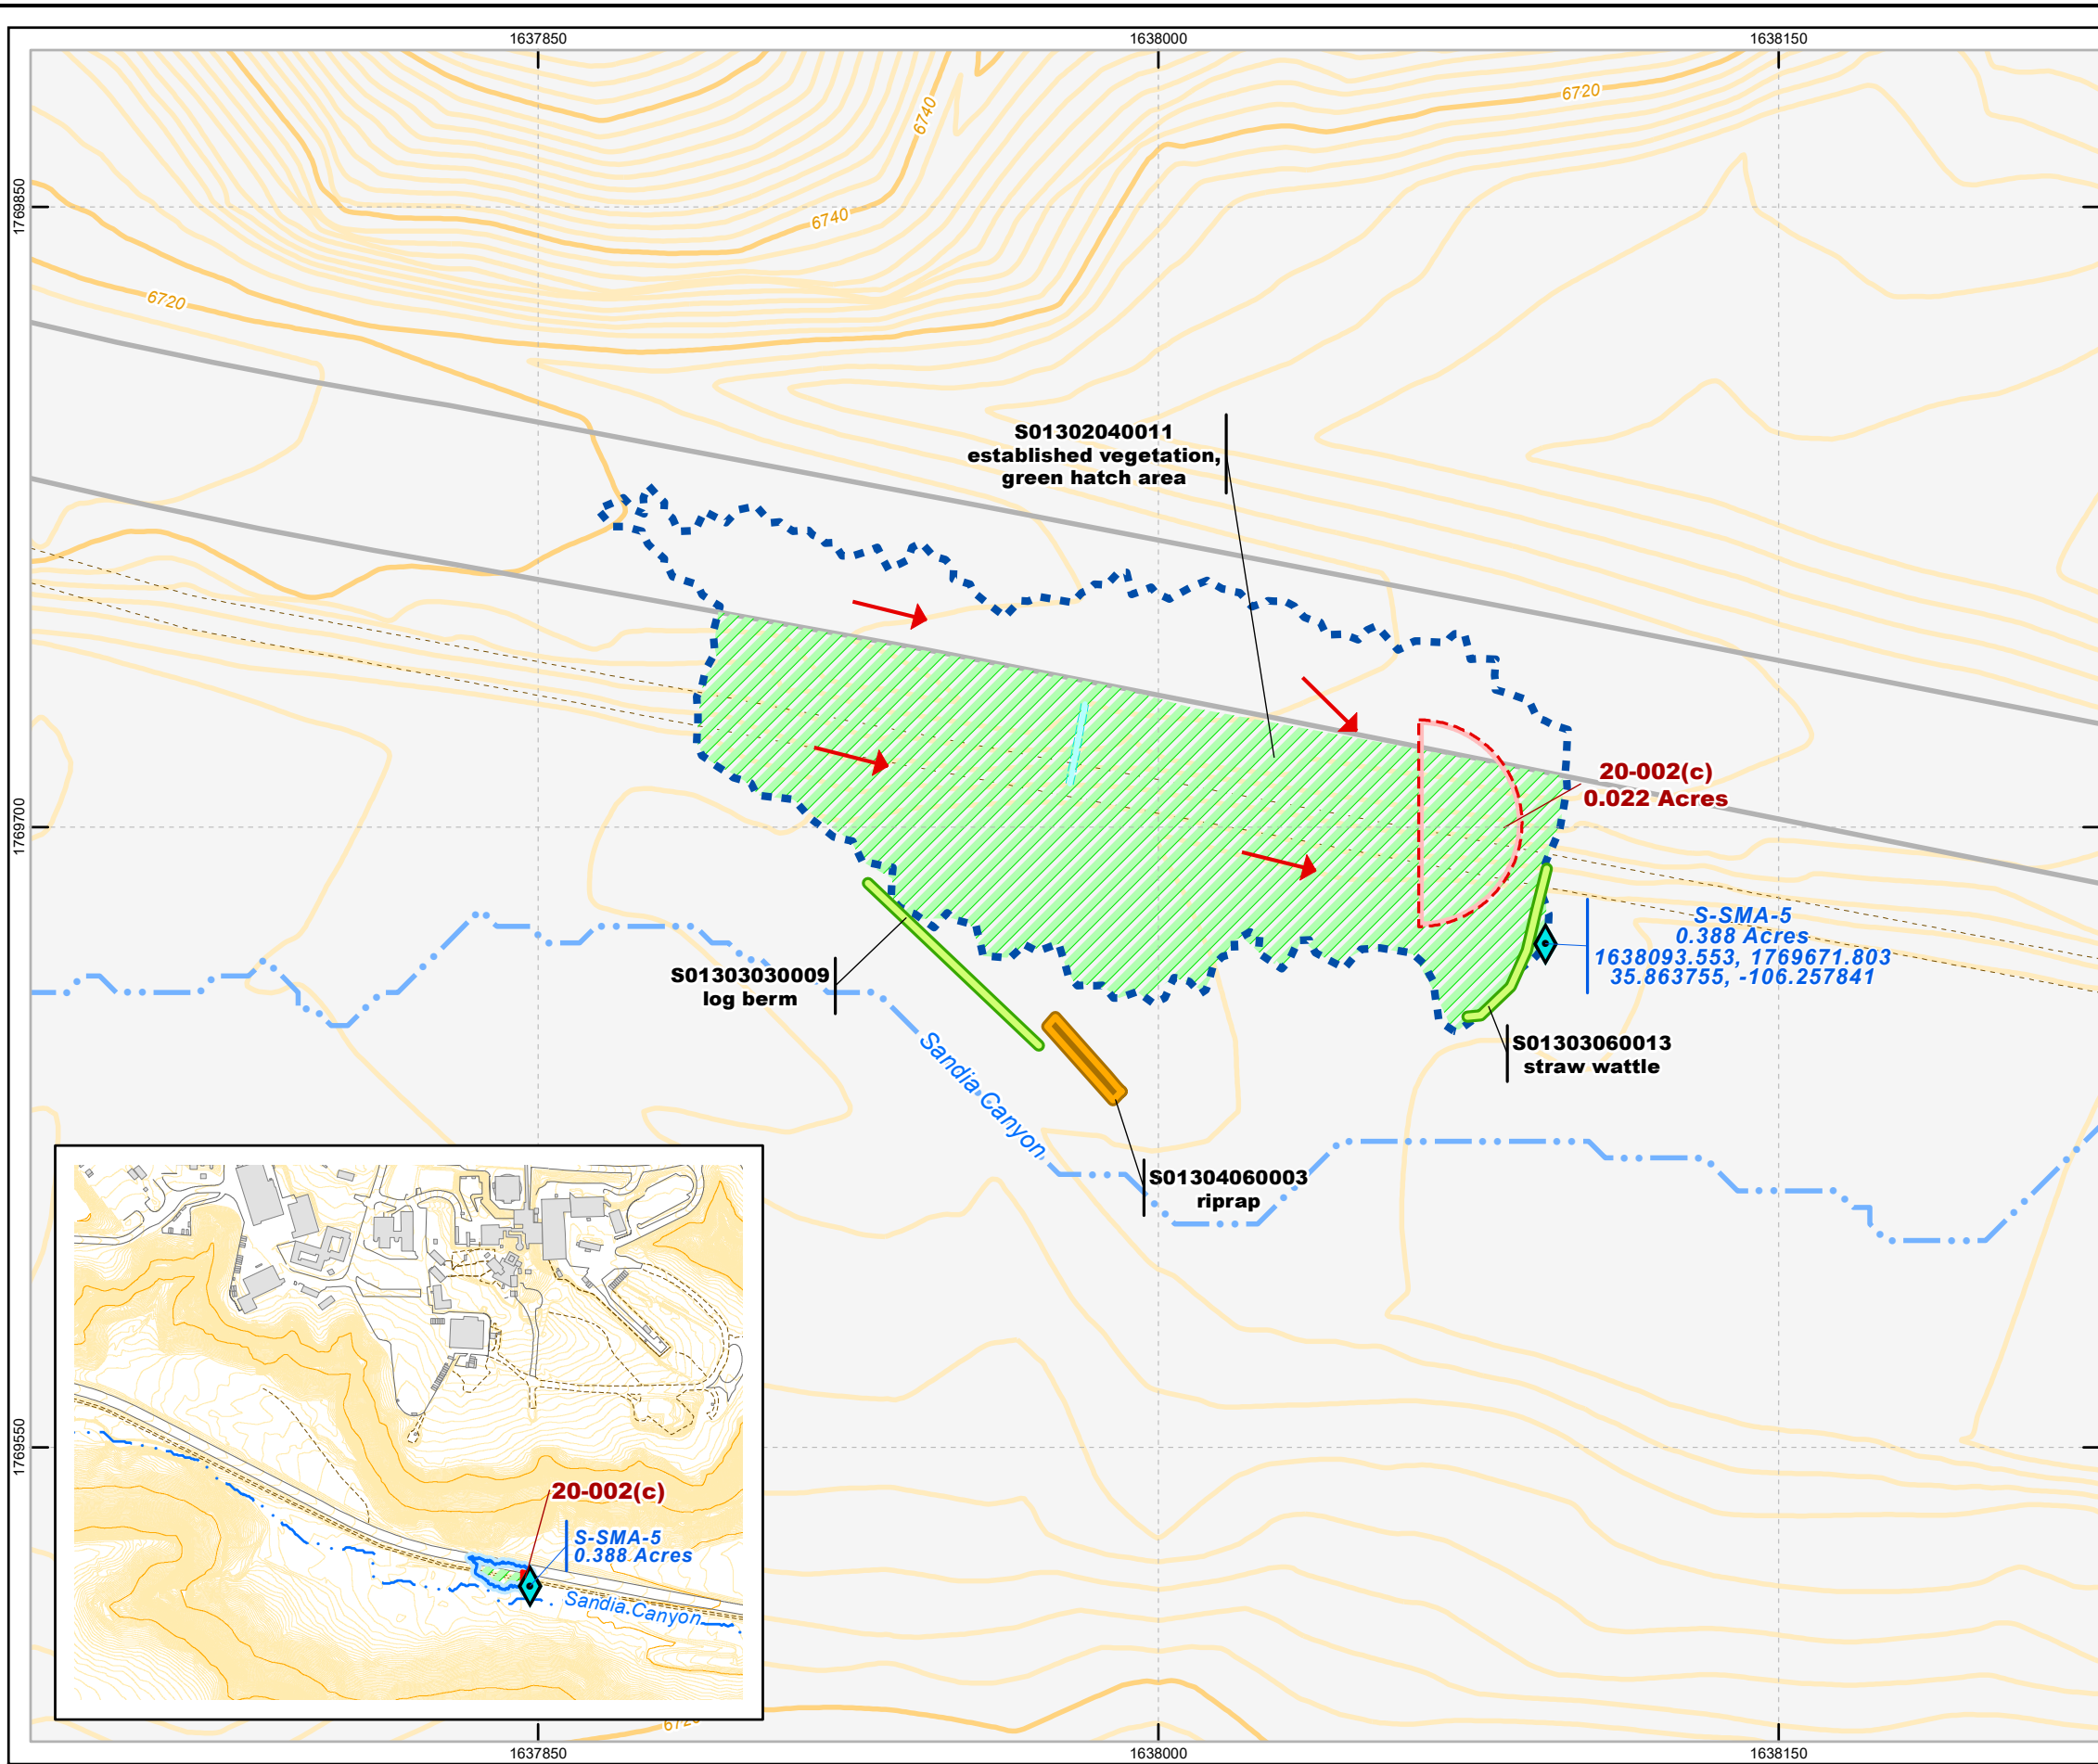 1637850
1638000
1638150
6740
6720
1769850
6740
6720
S01302040011
established vegetation,
green hatch area
20-002(c)
0.022 Acres
1769700
S-SMA-5
0.388 Acres
1638093.553, 1769671.803
35.863755, -106.257841
S01303030009
log berm
S01303060013
straw wattle
Sandia Canyon
S01304060003
riprap
1769550
20-002(c)
S-SMA-5
0.388 Acres
Sandia Canyon
6720
1637850
1638000
1638150